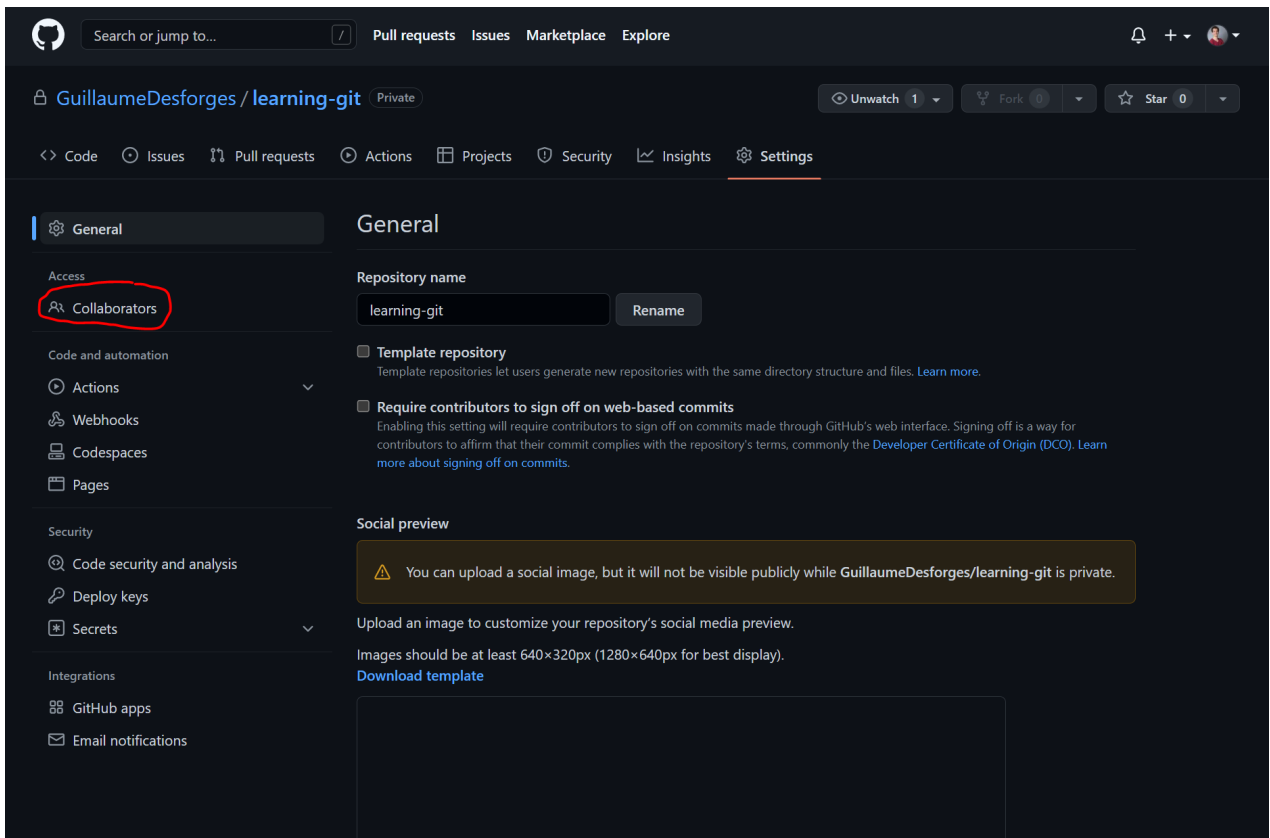 Search or jump to... /
Pull requests Issues Marketplace Explore
GuillaumeDesforges / learning-git Private
Unwatch 1 Fork 0 Star 0
Code Issues Pull requests Actions Projects Security Insights Settings
General
Access
Collaborators
Code and automation
Actions
Webhooks
Codespaces
Pages
Security
Code security and analysis
Deploy keys
Secrets
Integrations
GitHub apps
Email notifications
General
Repository name
learning-git Rename
Template repository
Template repositories let users generate new repositories with the same directory structure and files. Learn more.
Require contributors to sign off on web-based commits
Enabling this setting will require contributors to sign off on commits made through GitHub's web interface. Signing off is a way for
contributors to affirm that their commit complies with the repository's terms, commonly the Developer Certificate of Origin (DCO). Learn
more about signing off on commits.
Social preview
You can upload a social image, but it will not be visible publicly while GuillaumeDesforges/learning-git is private.
Upload an image to customize your repository's social media preview.
Images should be at least 640×320px (1280×640px for best display).
Download template